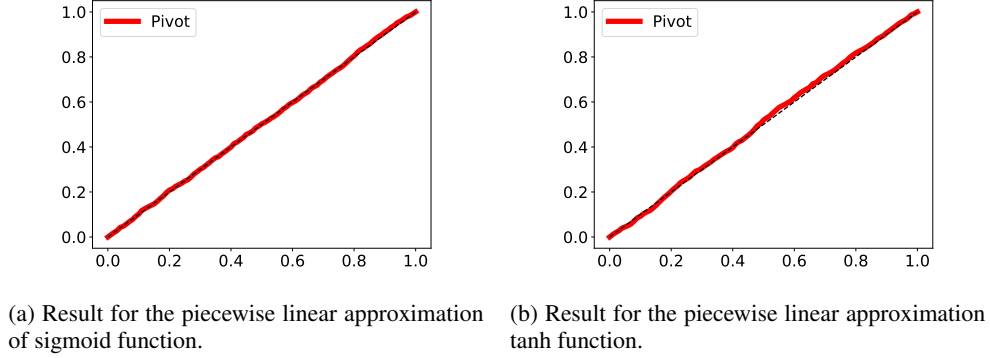 Pivot
1.0
0.8
0.6
0.4
0.2
0.0
0.0 0.2 0.4 0.6 0.8 1.0
Pivot
1.0
0.8
0.6
0.4
0.2
0.0
0.0 0.2 0.4 0.6 0.8 1.0
(a) Result for the piecewise linear approximation
of sigmoid function.
(b) Result for the piecewise linear approximation
tanh function.